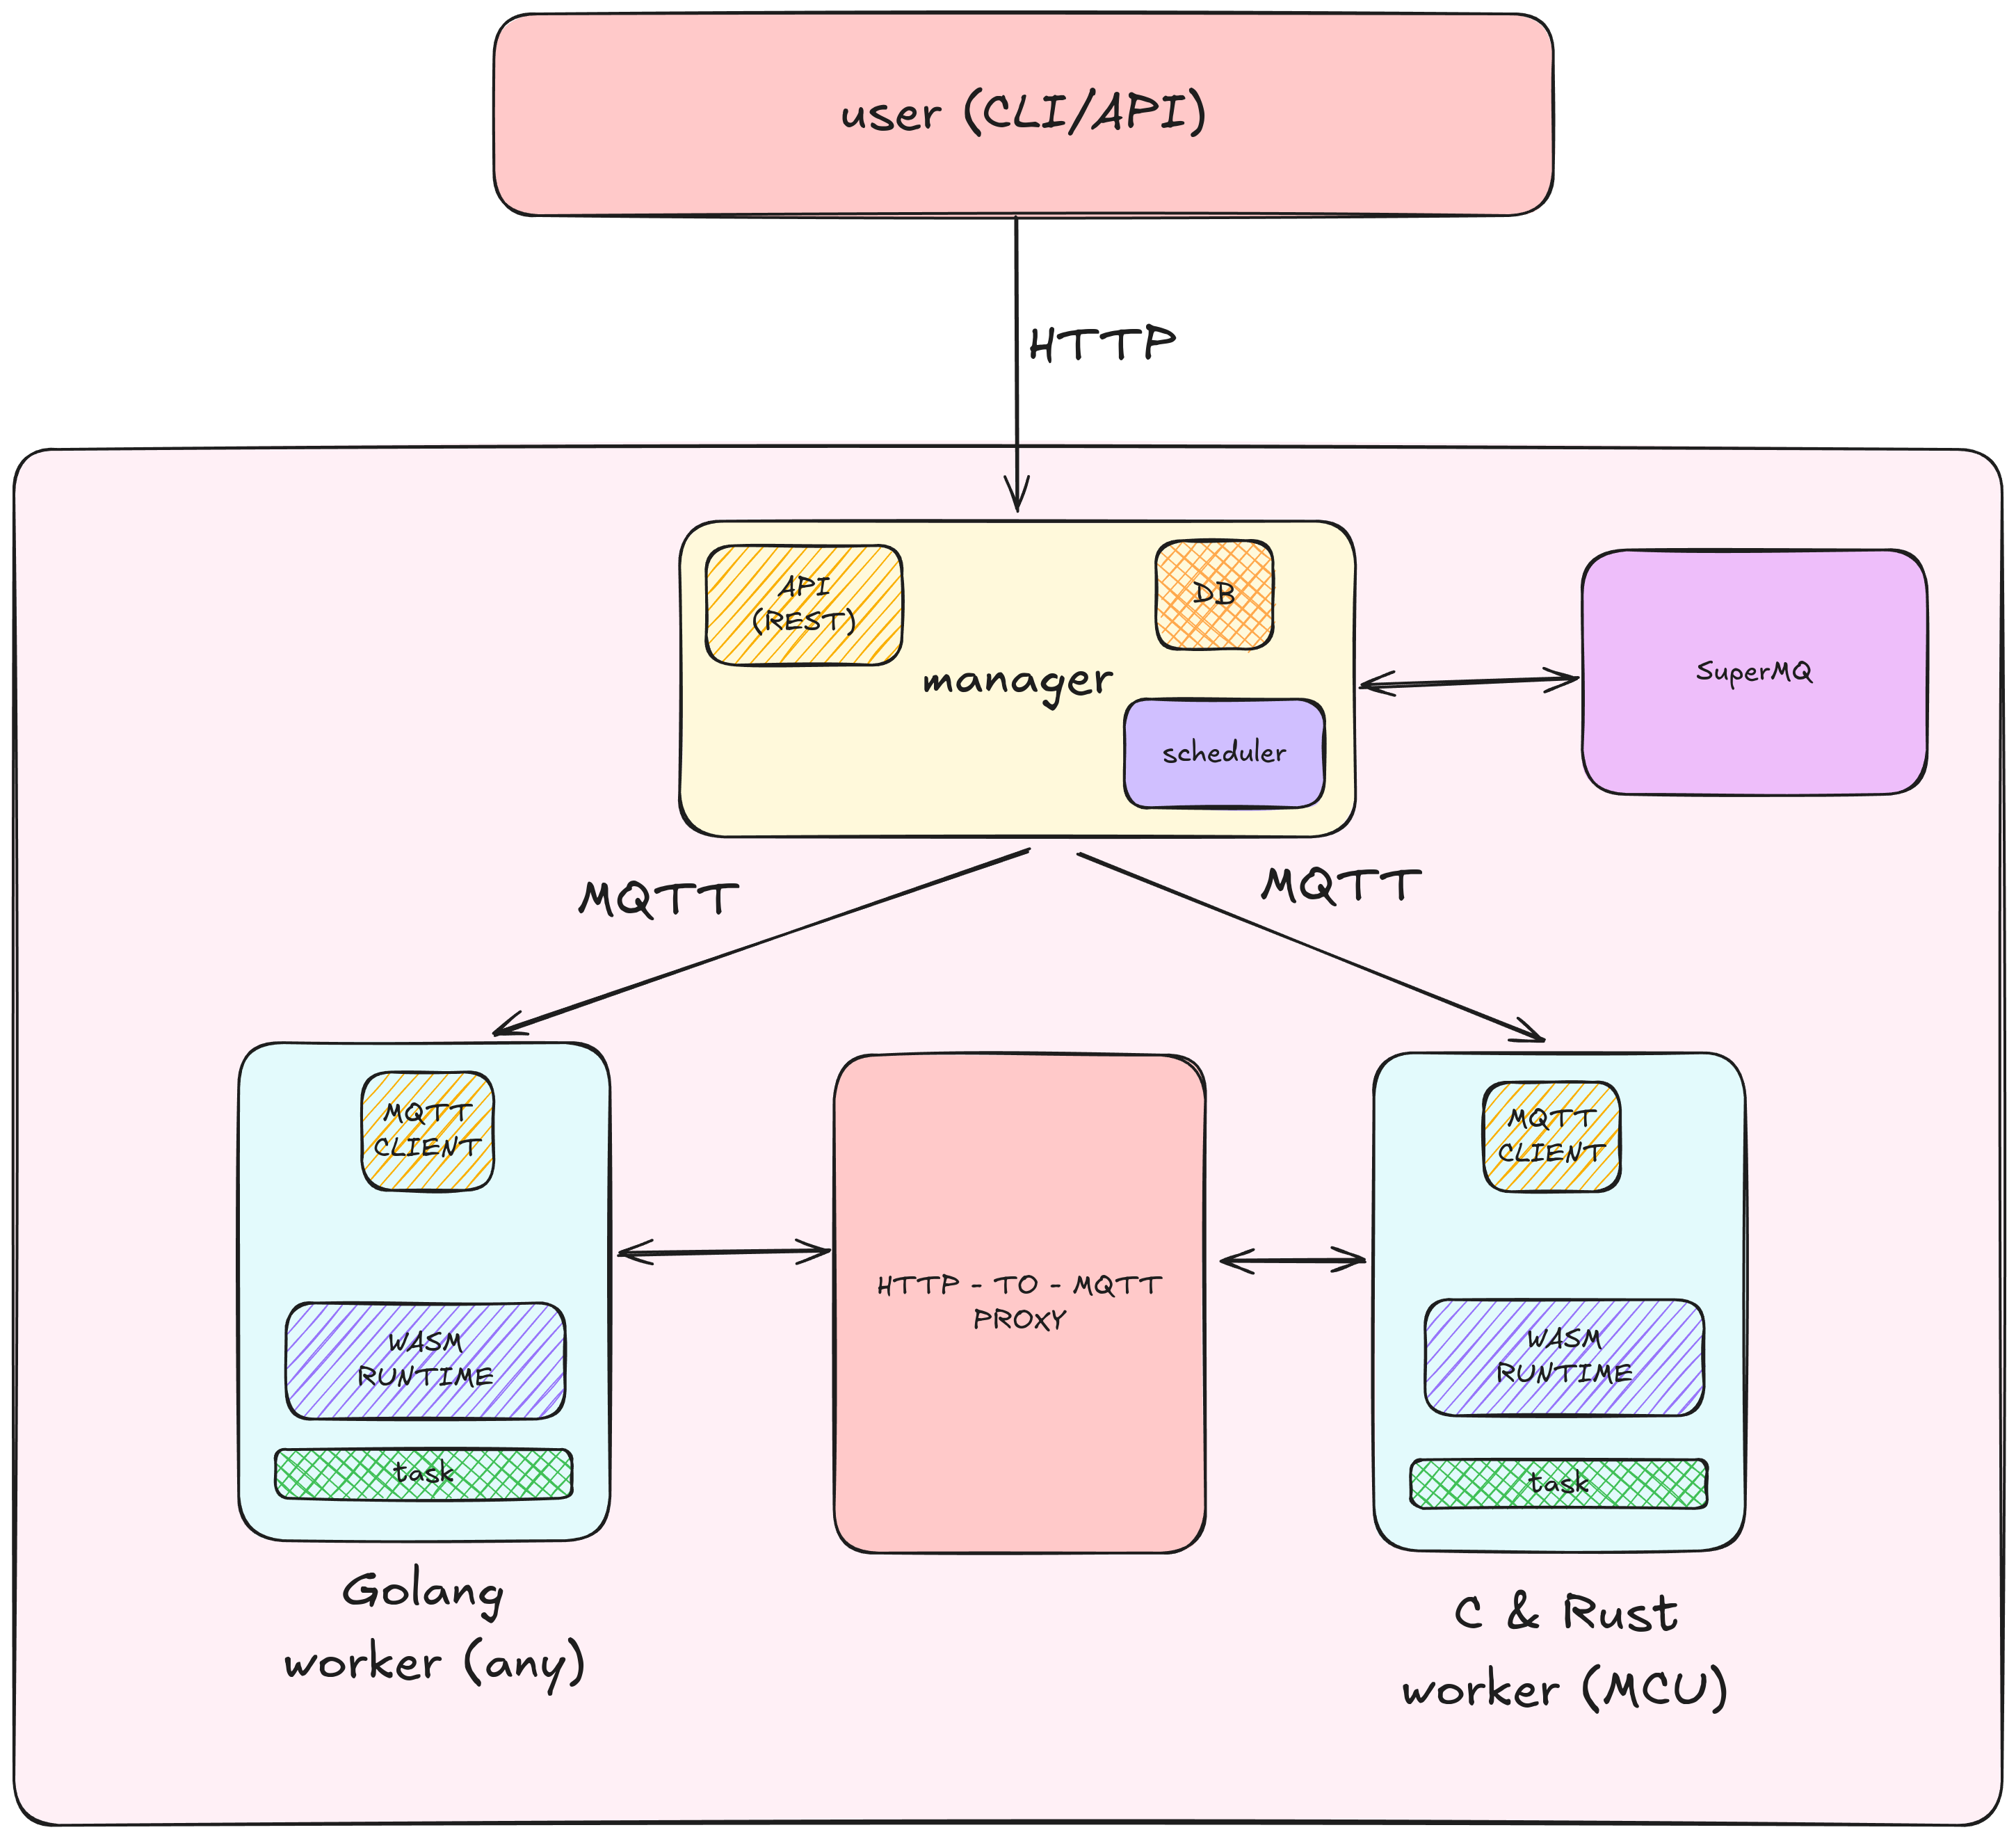 user (CLI/API)
HTTP
API
(REST)
DB
manager
scheduler
SuperMQ
MQTT
MQTT
MQTT
CLIENT
WASM
RUNTIME
task
Golang
worker (any)
HTTP - TO - MQTT
PROXY
MQTT
CLIENT
WASM
RUNTIME
task
C & Rust
worker (MCU)